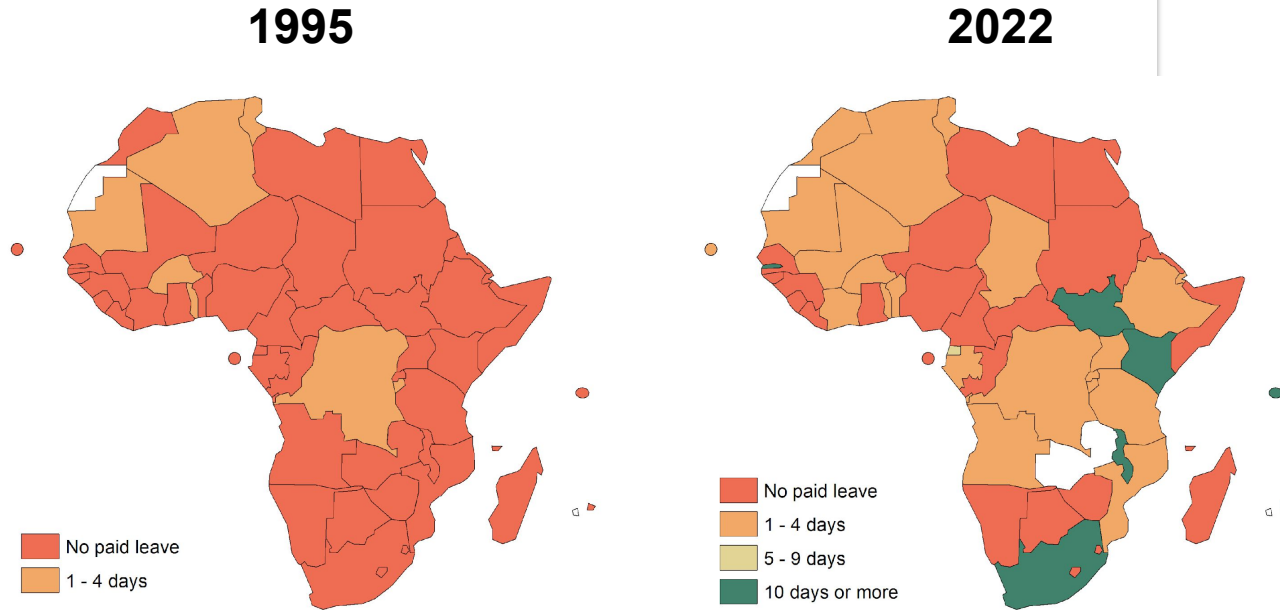 1995
2022
No paid leave
1 - 4 days
No paid leave
1 - 4 days
5 - 9 days
10 days or more